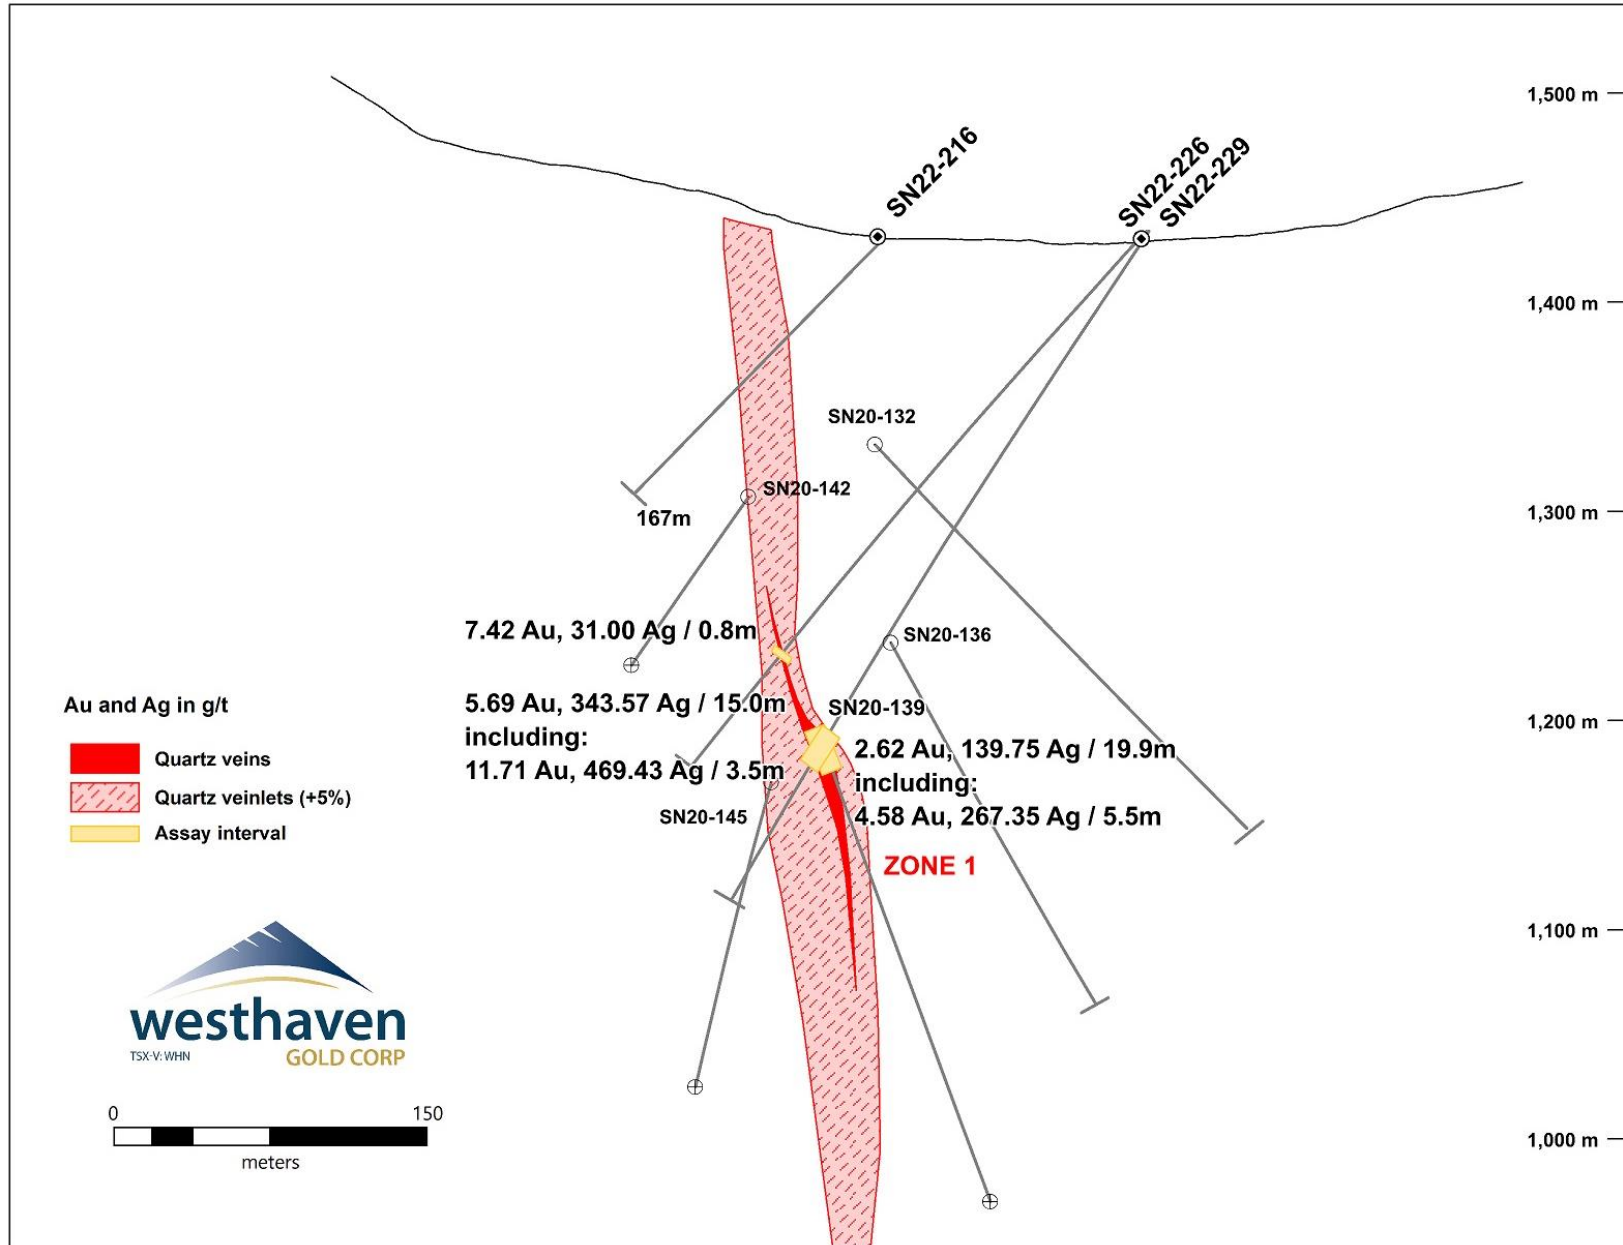 1,500 m
SN22-216
SN22-226
SN22-229
1,400 m
SN20-132
1,300 m
SN20-142
167m
7.42 Au, 31.00 Ag / 0.8m
SN20-136
5.69 Au, 343.57 Ag / 15.0m
including:
11.71 Au, 469.43 Ag / 3.5m
SN20-139
1,200 m
2.62 Au, 139.75 Ag / 19.9m
including:
4.58 Au, 267.35 Ag / 5.5m
SN20-145
ZONE 1
Au and Ag in g/t
Quartz veins
Quartz veinlets (+5%)
Assay interval
1,100 m
westhaven
TSX-V: WHN
GOLD CORP
0 150
meters
1,000 m